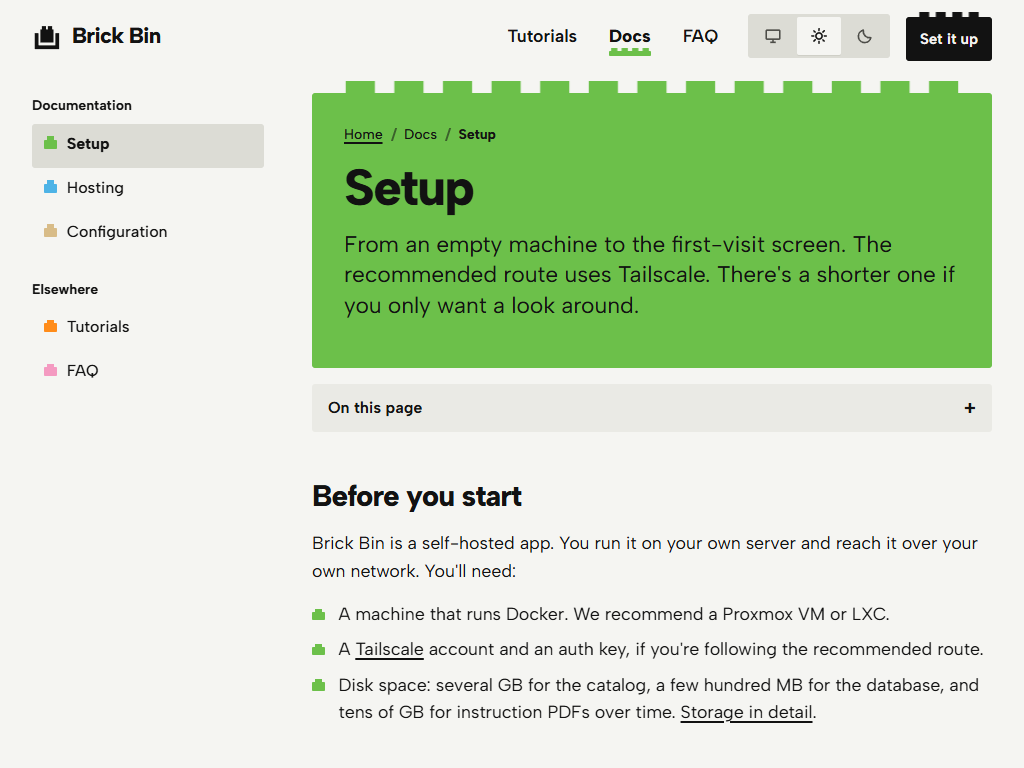 Brick Bin
Tutorials
Docs
FAQ
Set it up
Documentation
Setup
Hosting
Configuration
Elsewhere
Tutorials
FAQ
Home / Docs / Setup
Setup
From an empty machine to the first-visit screen. The
recommended route uses Tailscale. There's a shorter one if
you only want a look around.
On this page
+
Before you start
Brick Bin is a self-hosted app. You run it on your own server and reach it over your
own network. You'll need:
A machine that runs Docker. We recommend a Proxmox VM or LXC.
A Tailscale account and an auth key, if you're following the recommended route.
Disk space: several GB for the catalog, a few hundred MB for the database, and
tens of GB for instruction PDFs over time. Storage in detail.